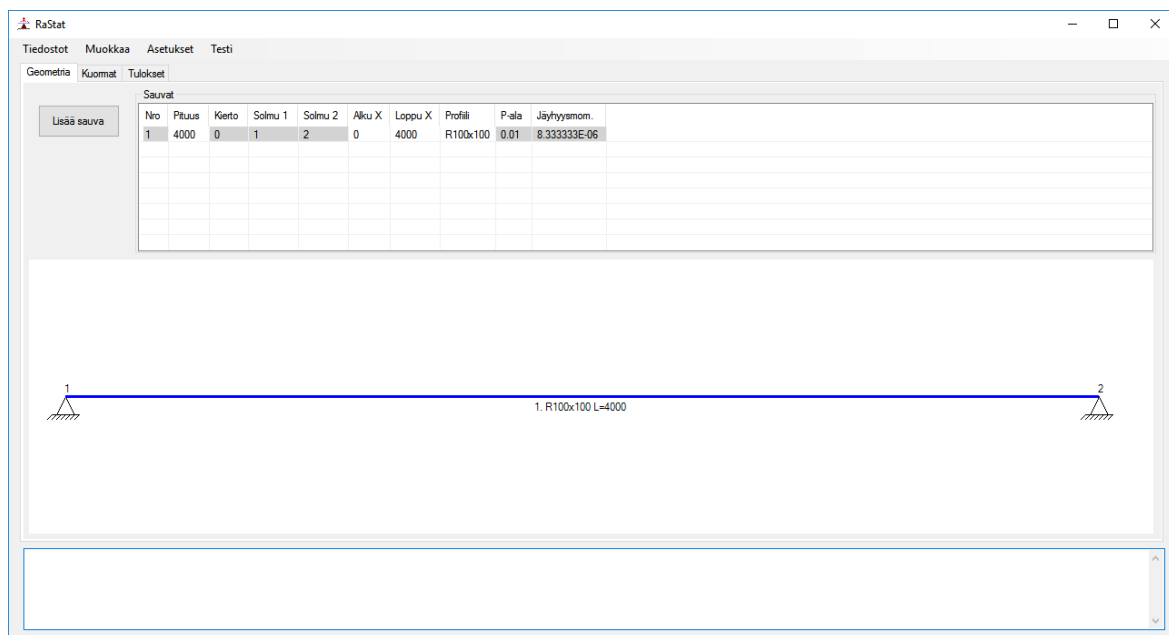 RaStat
Tiedostot Muokkaa Asetukset Testi
Geometria Kuormat Tulokset
Sauvat
Lisää sauva
Nro Pituus Kierto Solmu 1 Solmu 2 Alku X Loppu X Profiili P-ala Jäyhyysmom.
1 4000 0 1 2 0 4000 R100x100 0.01 8.333333E-06
1 2
1. R100x100 L=4000